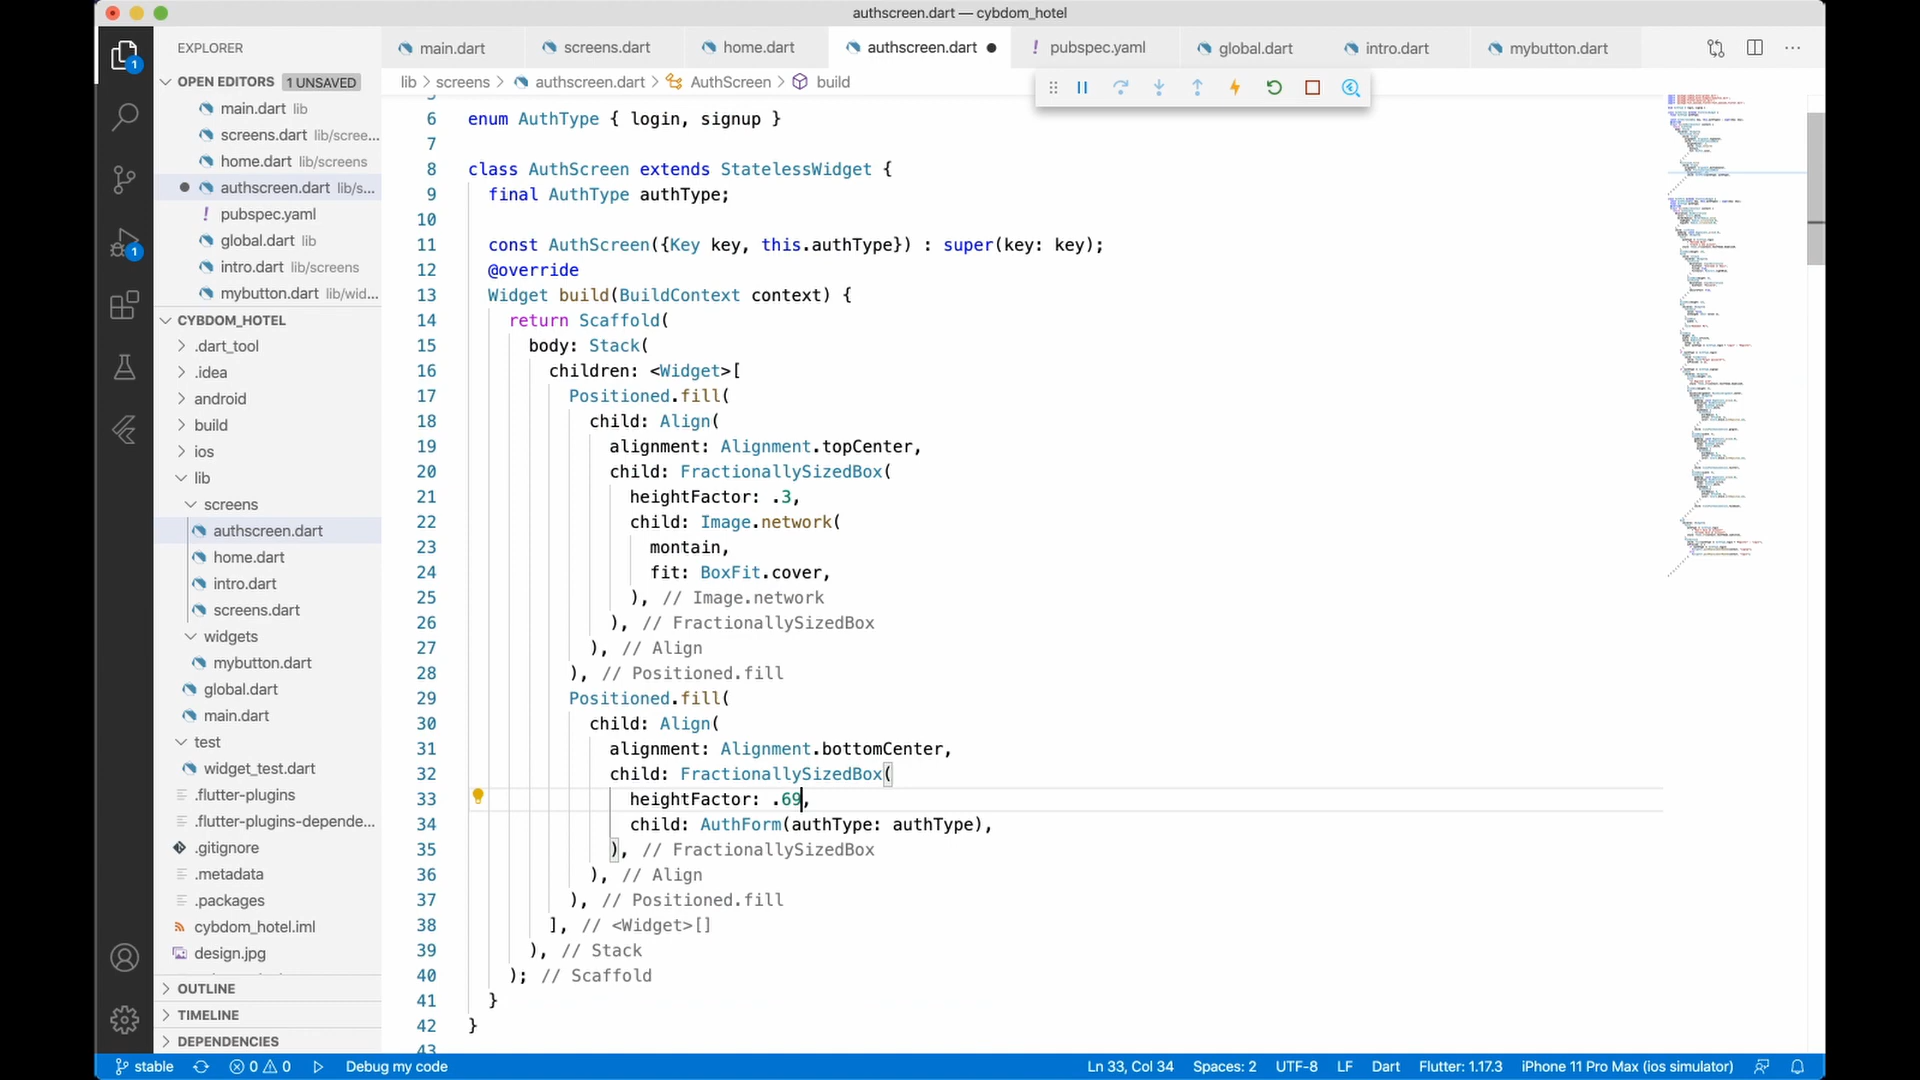 authscreen.dart — cybdom_hotel
EXPLORER
main.dart
screens.dart
home.dart
authscreen.dart
! pubspec.yaml
global.dart
intro.dart
mybutton.dart
OPEN EDITORS 1 UNSAVED
main.dart lib
screens.dart lib/scree...
home.dart lib/screens
authscreen.dart lib/s...
! pubspec.yaml
global.dart lib
intro.dart lib/screens
mybutton.dart lib/wid...
CYBDOM_HOTEL
.dart_tool
.idea
android
build
ios
lib
screens
authscreen.dart
home.dart
intro.dart
screens.dart
widgets
mybutton.dart
global.dart
main.dart
test
widget_test.dart
.flutter-plugins
.flutter-plugins-depende...
.gitignore
.metadata
.packages
cybdom_hotel.iml
design.jpg
OUTLINE
TIMELINE
DEPENDENCIES
1
1
lib > screens > authscreen.dart > AuthScreen > build
6 enum AuthType { login, signup }
7
8 class AuthScreen extends StatelessWidget {
9 final AuthType authType;
10
11 const AuthScreen({Key key, this.authType}) : super(key: key);
12 @override
13 Widget build(BuildContext context) {
14 return Scaffold(
15 body: Stack(
16 children: <Widget>[
17 Positioned.fill(
18 child: Align(
19 alignment: Alignment.topCenter,
20 child: FractionallySizedBox(
21 heightFactor: .3,
22 child: Image.network(
23 montain,
24 fit: BoxFit.cover,
25 ), // Image.network
26 ), // FractionallySizedBox
27 ), // Align
28 ), // Positioned.fill
29 Positioned.fill(
30 child: Align(
31 alignment: Alignment.bottomCenter,
32 child: FractionallySizedBox(
33 heightFactor: .69,
34 child: AuthForm(authType: authType),
35 ), // FractionallySizedBox
36 ), // Align
37 ), // Positioned.fill
38 ], // <Widget>[]
39 ), // Stack
40 ); // Scaffold
41 }
42 }
43
stable 0 0 Debug my code Ln 33, Col 34 Spaces: 2 UTF-8 LF Dart Flutter: 1.17.3 iPhone 11 Pro Max (ios simulator)